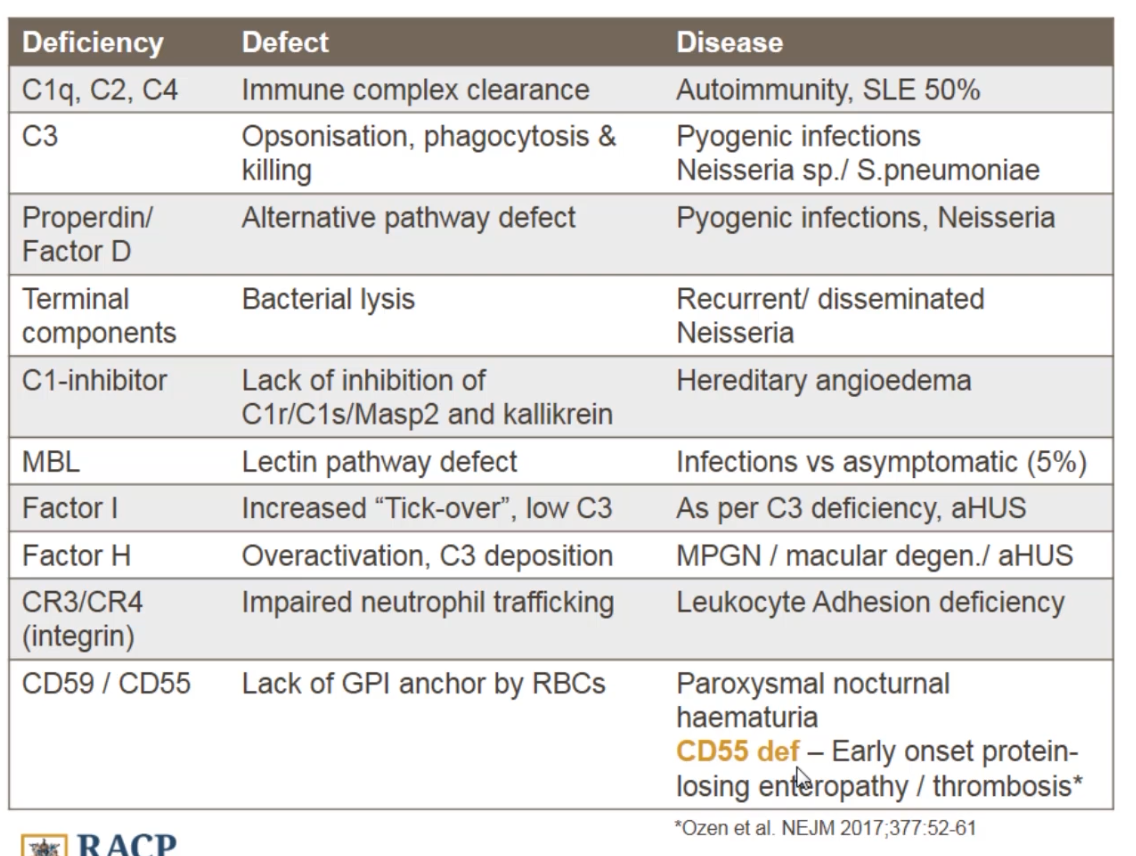 Deficiency Defect Disease
C1q, C2, C4 Immune complex clearance Autoimmunity, SLE 50%
C3 Opsonisation, phagocytosis & Pyogenic infections
killing Neisseria sp./ S.pneumoniae
Properdin/ Alternative pathway defect Pyogenic infections, Neisseria
Factor D
Terminal Bacterial lysis Recurrent/ disseminated
components Neisseria
C1-inhibitor Lack of inhibition of Hereditary angioedema
C1r/C1s/Masp2 and kallikrein
MBL Lectin pathway defect Infections vs asymptomatic (5%)
Factor I Increased “Tick-over”, low C3 As per C3 deficiency, aHUS
Factor H Overactivation, C3 deposition MPGN / macular degen./ aHUS
CR3/CR4 Impaired neutrophil trafficking Leukocyte Adhesion deficiency
(integrin)
CD59 / CD55 Lack of GPI anchor by RBCs Paroxysmal nocturnal
haematuria
CD55 def – Early onset protein-
losing enteropathy / thrombosis*
*Ozen et al. NEJM 2017;377:52-61
RACP